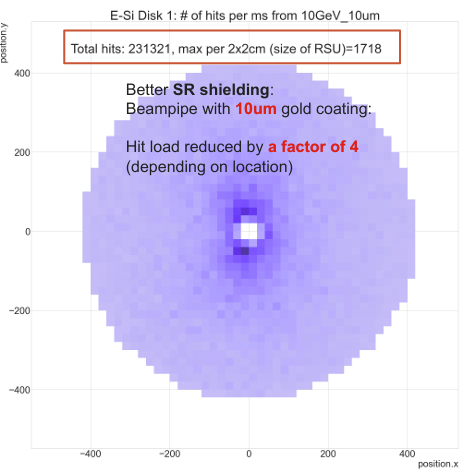 E-Si Disk 1: # of hits per ms from 10GeV_10um
position.y
Total hits: 231321, max per 2x2cm (size of RSU)=1718
Better SR shielding:
Beampipe with 10um gold coating:
Hit load reduced by a factor of 4
(depending on location)
400
200
0
−200
−400
−400
−200
0
200
400
position.x